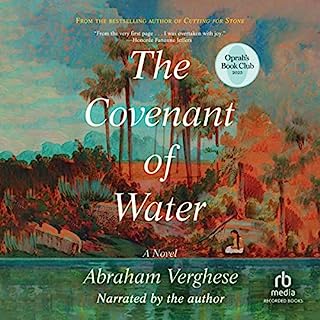 FROM THE BESTSELLING AUTHOR OF CUTTING FOR STONE
"From the very first page . . . I was overtaken with joy."
—Honorée Fanonne Jeffers
Oprah's
Book Club
2023
The
Covenant
of
Water
A Novel
Abraham Verghese
Narrated by the author
rb
media
RECORDED BOOKS